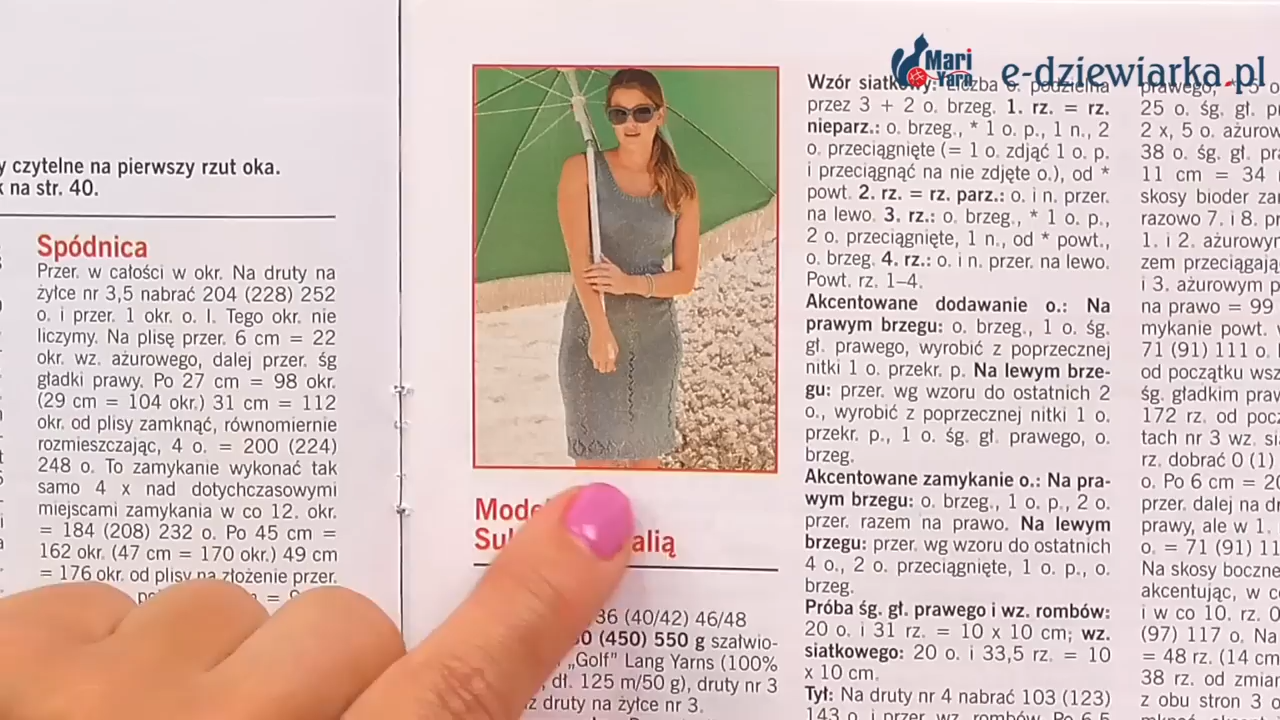 Mari
Yarn
e-dziewiarka.pl
y czytelne na pierwszy rzut oka.
k na str. 40.
Spódnica
Przer. w całości w okr. Na druty na
żyłce nr 3,5 nabrać 204 (228) 252
o. i przer. 1 okr. o. l. Tego okr. nie
liczymy. Na plisę przer. 6 cm = 22
okr. wz. ażurowego, dalej przer. śg
gładki prawy. Po 27 cm = 98 okr.
(29 cm = 104 okr.) 31 cm = 112
okr. od plisy zamknąć, równomiernie
rozmieszczając, 4 o. = 200 (224)
248 o. To zamykanie wykonać tak
samo 4 x nad dotychczasowymi
miejscami zamykania w co 12. okr.
= 184 (208) 232 o. Po 45 cm =
162 okr. (47 cm = 170 okr.) 49 cm
= 176 okr. od plisy na złożenie przer.
36 (40/42) 46/48
0 (450) 550 g szałwio-
„Golf" Lang Yarns (100%
dł. 125 m/50 g), druty nr 3
z druty na żyłce nr 3.
Wzór siatkowy: Liczba o. podzielna
przez 3 + 2 o. brzeg. 1. rz. = rz.
nieparz.: o. brzeg., * 1 o. p., 1 n., 2
o. przeciągnięte (= 1 o. zdjąć 1 o. p.
i przeciągnąć na nie zdjęte o.), od *
powt. 2. rz. = rz. parz.: o. i n. przer.
na lewo. 3. rz.: o. brzeg., * 1 o. p.,
2 o. przeciągnięte, 1 n., od * powt.,
o. brzeg. 4. rz.: o. i n. przer. na lewo.
Powt. rz. 1–4.
Akcentowane dodawanie o.: Na
prawym brzegu: o. brzeg., 1 o. śg.
gł. prawego, wyrobić z poprzecznej
nitki 1 o. przekr. p. Na lewym brze-
gu: przer. wg wzoru do ostatnich 2
o., wyrobić z poprzecznej nitki 1 o.
przekr. p., 1 o. śg. gł. prawego, o.
brzeg.
Akcentowane zamykanie o.: Na pra-
wym brzegu: o. brzeg., 1 o. p., 2 o.
przer. razem na prawo. Na lewym
brzegu: przer. wg wzoru do ostatnich
4 o., 2 o. przeciągnięte, 1 o. p., o.
brzeg.
Próba śg. gł. prawego i wz. rombów:
20 o. i 31 rz. = 10 x 10 cm; wz.
siatkowego: 20 o. i 33,5 rz. = 10
x 10 cm.
Tył: Na druty nr 4 nabrać 103 (123)
143 o. i przer. wz. rombów. Po 6,5
25 o. śg. gł. p
2 x, 5 o. ażurow
38 o. śg. gł. pra
11 cm = 34
skosy bioder za
razowo 7. i 8. p
1. i 2. ażurowy
zem przeciągają
i 3. ażurowym p
na prawo = 99
mykanie powt. v
71 (91) 111 o.
od początku wsz
śg. gładkim praw
172 rz. od pocz
tach nr 3 wz. si
rz. dobrać 0 (1)
o. Po 6 cm = 20
przer. dalej na d
prawy, ale w 1.
o. = 71 (91) 11
Na skosy boczne
akcentując, w c
i w co 10. rz. 0
(97) 117 o. Na
= 48 rz. (14 cm
38 rz. od zmian
z obu stron 3 o